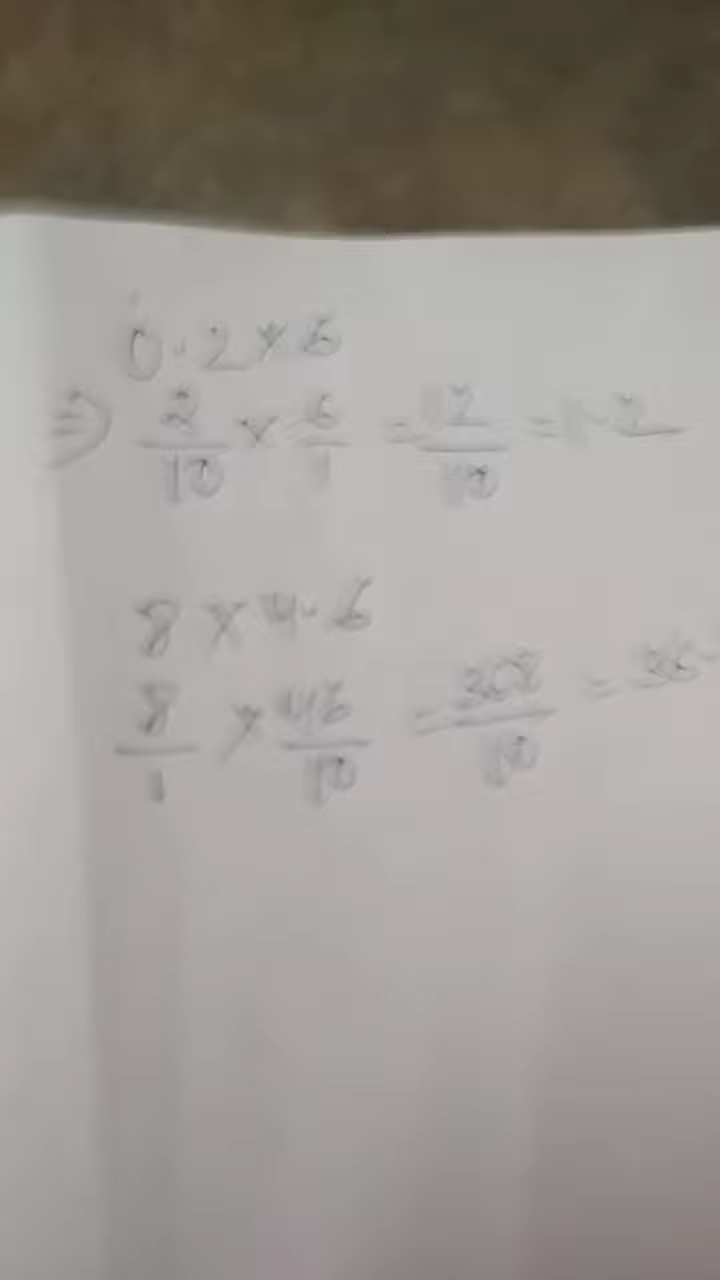 0.2 × 6
⇒ 2/10 × 6/1 = 12/10 = 1.2
8 × 4.6
8/1 × 46/10 = 368/10 = 36